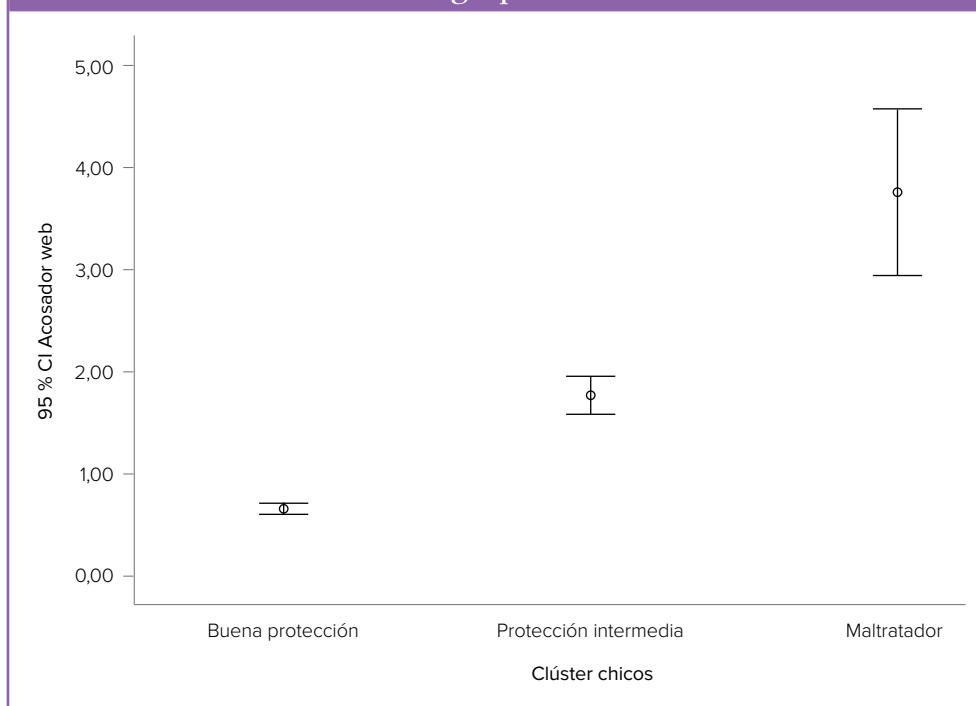 5,00
4,00
3,00
2,00
1,00
0,00
95 % CI Acosador web
Buena protección
Protección intermedia
Maltratador
Clúster chicos